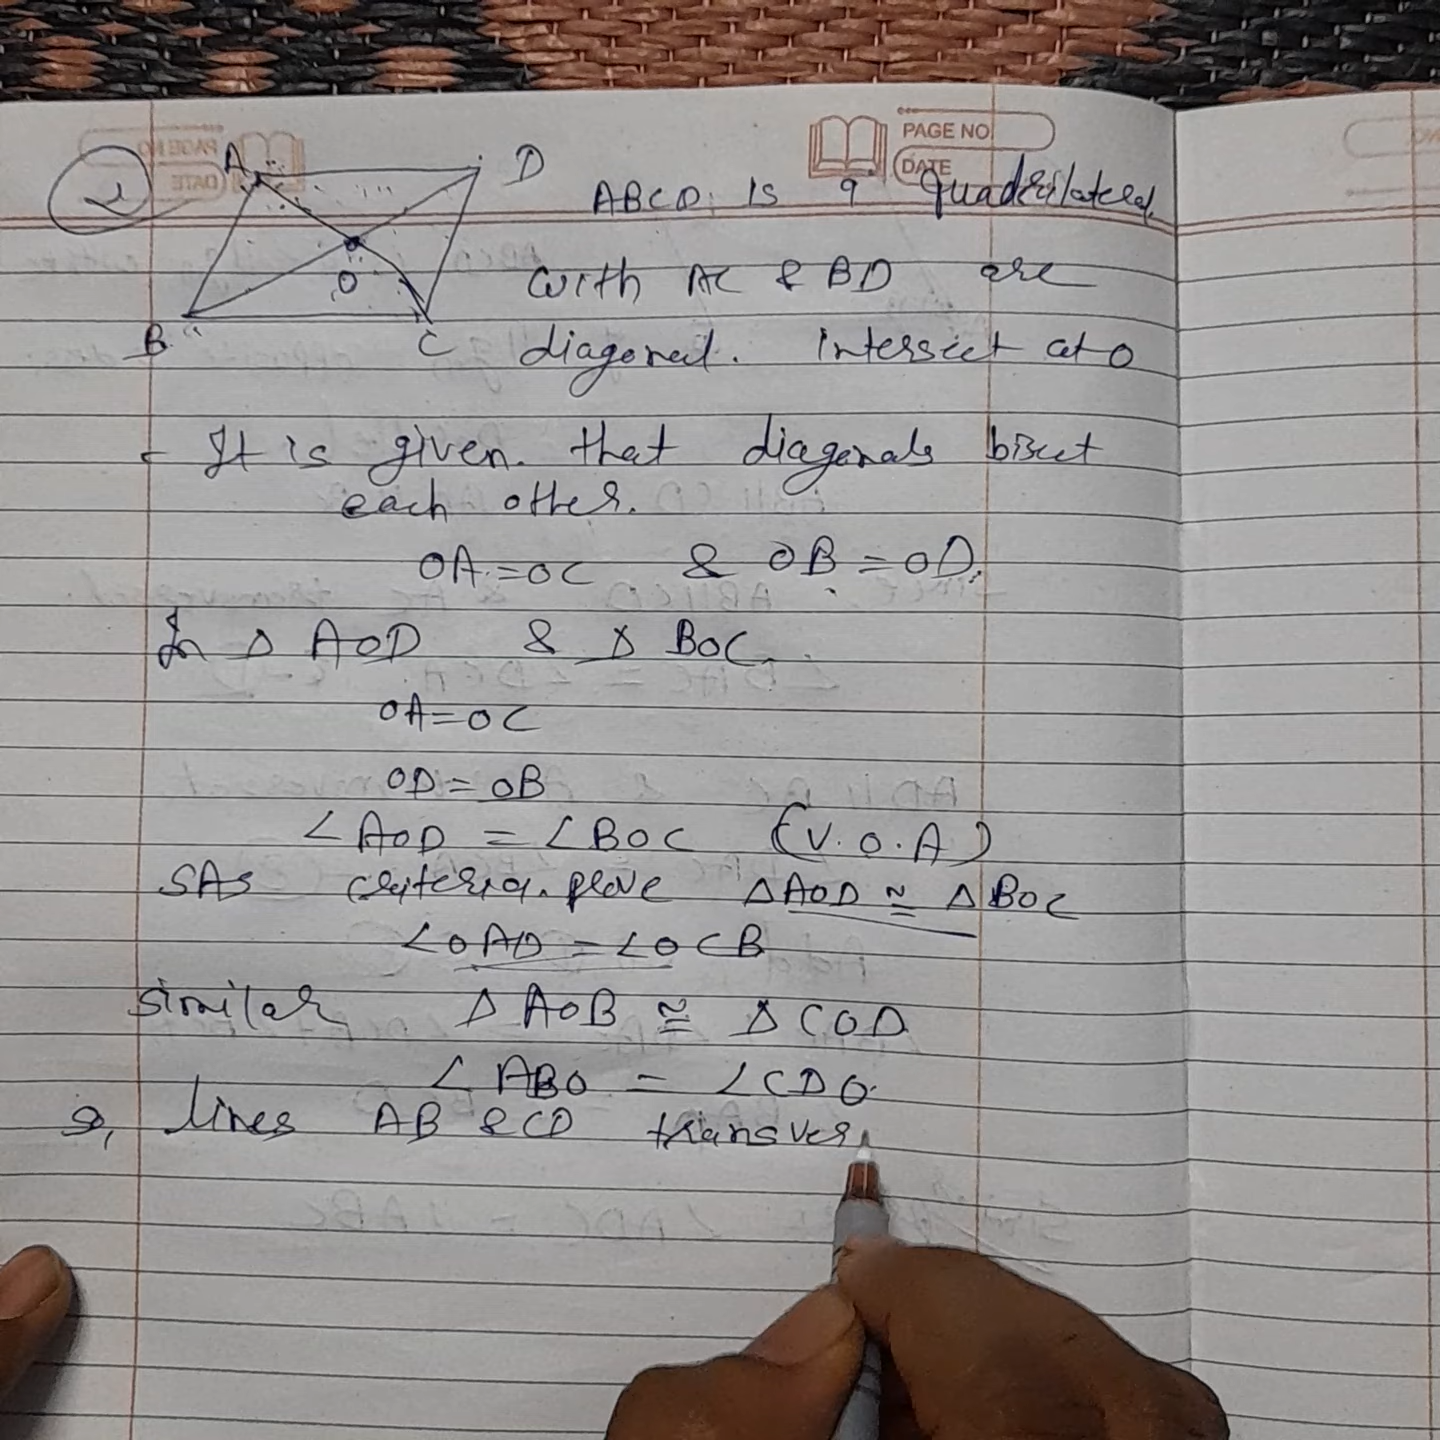 2
A D
PAGE NO
DATE
ABCD is a quadrilateral
O
with AC & BD are
B C
diagonal. intersect at O
It is given. that diagonals bisect
each other.
OA = OC & OB = OD.
In △ AOD & △ BOC
OA = OC
OD = OB
∠AOD = ∠BOC (V.O.A)
SAS criteria. prove △AOD ≅ △BOC
∠OAD = ∠OCB
similar △ AOB ≅ △ COD
∠ABO = ∠CDO
So, lines AB & CD transver